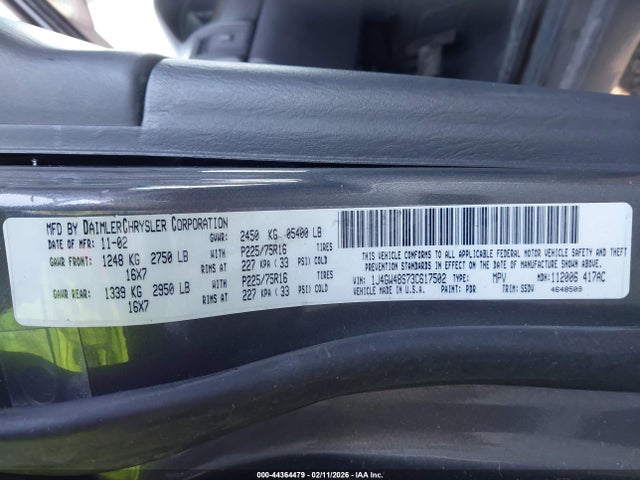 MFD BY DAIMLERCHRYSLER CORPORATION
DATE OF MFR: 11-02 GVWR: 2450 KG 05400 LB
GAWR FRONT: 1248 KG 2750 LB WITH P225/75R16 TIRES
16X7 RIMS AT 227 KPA ( 33 PSI) COLD
GAWR REAR: 1339 KG 2950 LB WITH P225/75R16 TIRES
16X7 RIMS AT 227 KPA ( 33 PSI) COLD
THIS VEHICLE CONFORMS TO ALL APPLICABLE FEDERAL MOTOR VEHICLE SAFETY AND THEFT
PREVENTION STANDARDS IN EFFECT ON THE DATE OF MANUFACTURE SHOWN ABOVE.
VIN: 1J4GW48S73C617502 TYPE: MPV MDH: 112006 417AC
VEHICLE MADE IN U.S.A. PAINT: PDR TRIM: S5DV 4648509
000-44364479 | 02/11/2026 - Copyright © IAA